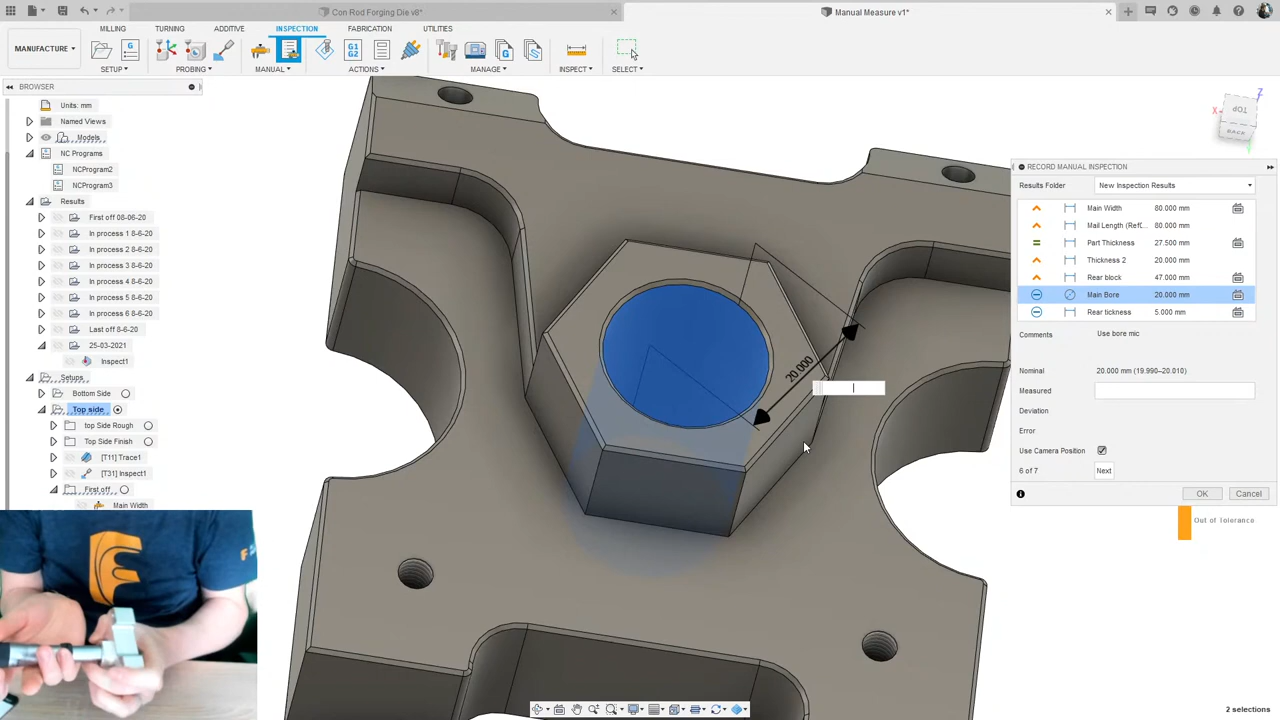 Con Rod Forging Die v8*
Manual Measure v1*
MANUFACTURE
MILLING
TURNING
ADDITIVE
INSPECTION
FABRICATION
UTILITIES
SETUP
PROBING
MANUAL
ACTIONS
MANAGE
INSPECT
SELECT
G1
G2
BROWSER
Units: mm
Named Views
Models
NC Programs
NCProgram2
NCProgram3
Results
First off 08-06-20
In process 1 8-6-20
In process 2 8-6-20
In process 3 8-6-20
In process 4 8-6-20
In process 5 8-6-20
In process 6 8-6-20
Last off 8-6-20
25-03-2021
Inspect1
Setups
Bottom Side
Top side
top Side Rough
Top Side Finish
[T11] Trace1
[T31] Inspect1
First off
Main Width
20.000
TOP
BACK
X
Z
Y
RECORD MANUAL INSPECTION
Results Folder
New Inspection Results
Main Width 80.000 mm
Mail Length (Ref... 80.000 mm
Part Thickness 27.500 mm
Thickness 2 20.000 mm
Rear block 47.000 mm
Main Bore 20.000 mm
Rear tickness 5.000 mm
Comments Use bore mic
Nominal 20.000 mm (19.990–20.010)
Measured
Deviation
Error
Use Camera Position
6 of 7 Next
OK Cancel
Out of Tolerance
2 selections